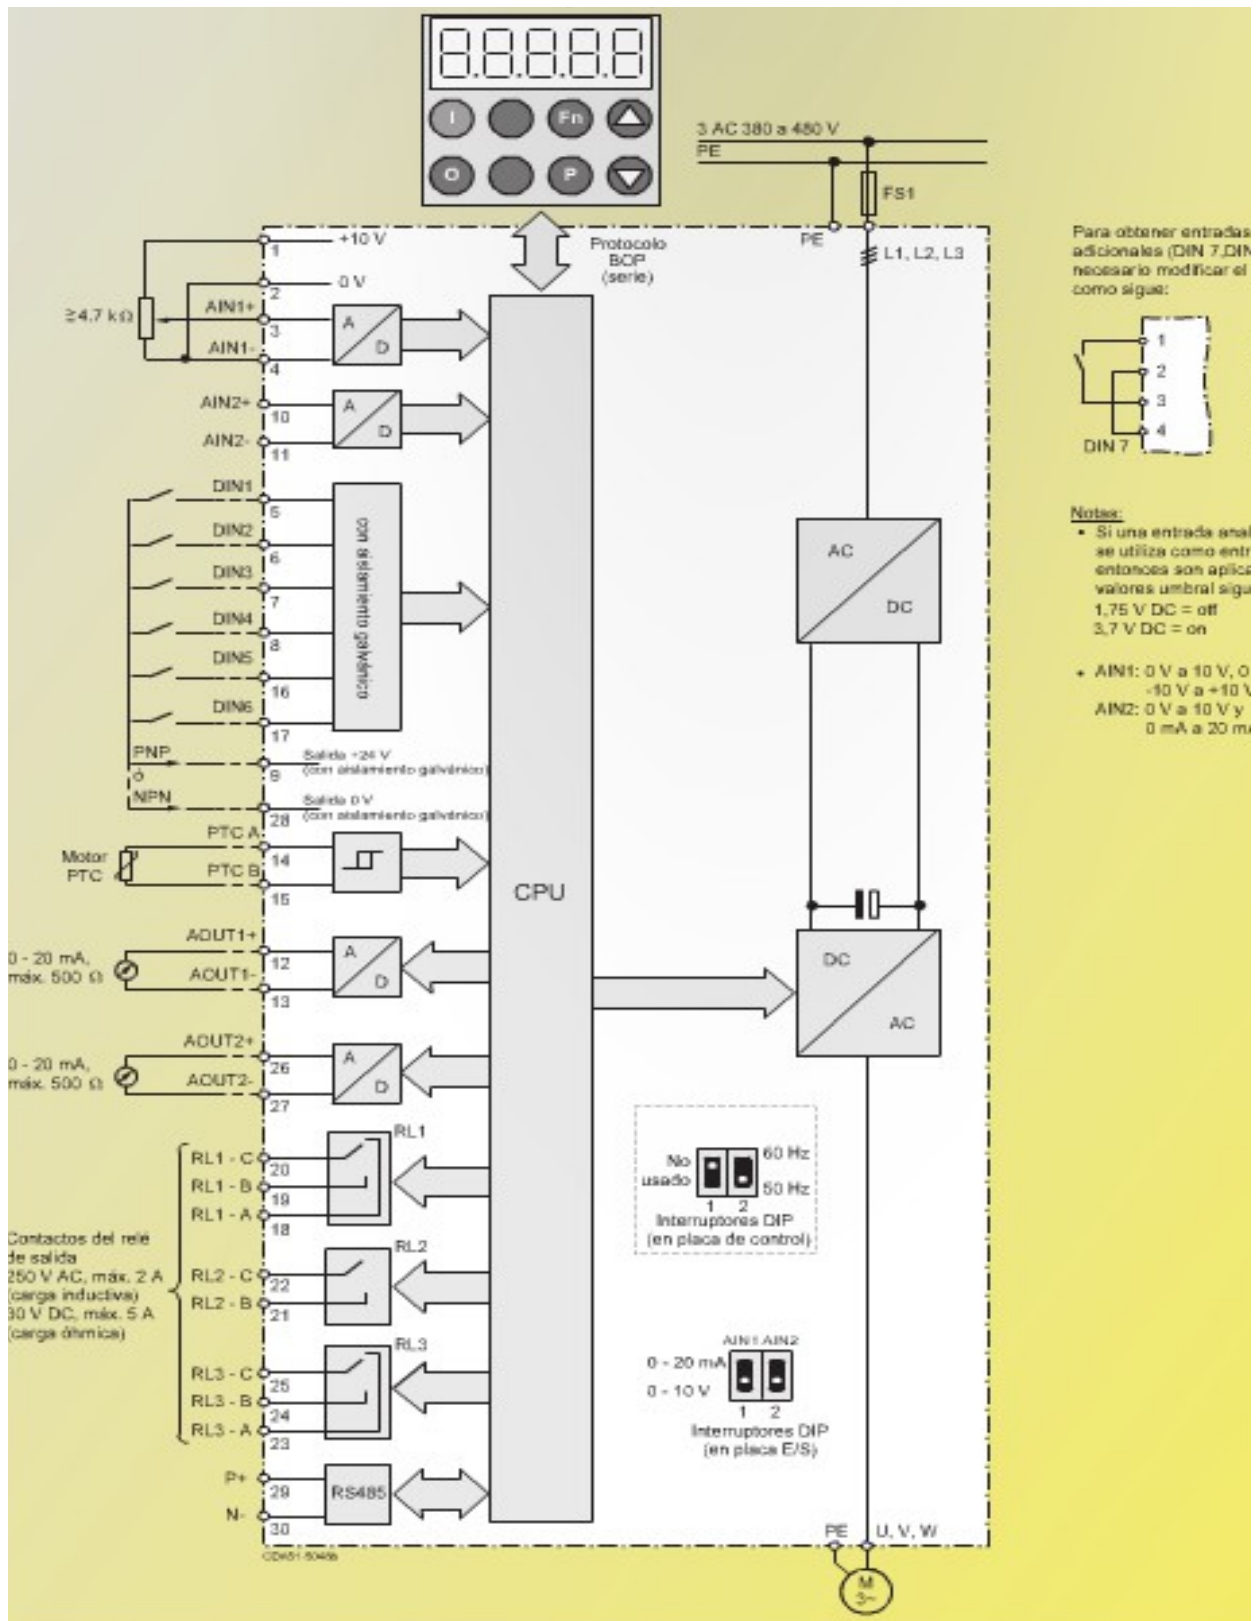 8.8.8.8.8
I
Fn
O
P
3 AC 380 a 480 V
PE
FS1
PE
L1, L2, L3
Protocolo
BOP
(serie)
1
+10 V
2
0 V
≥4.7 kΩ
AIN1+
3
AIN1-
4
A
D
AIN2+
10
AIN2-
11
A
D
DIN1
5
DIN2
6
DIN3
7
DIN4
8
DIN5
16
DIN6
17
con aislamiento galvánico
PNP
ó
NPN
9
Salida +24 V
(con aislamiento galvánico)
28
Salida 0 V
(con aislamiento galvánico)
Motor
PTC
PTC A
14
PTC B
15
CPU
0 - 20 mA,
máx. 500 Ω
AOUT1+
12
AOUT1-
13
A
D
0 - 20 mA,
máx. 500 Ω
AOUT2+
26
AOUT2-
27
A
D
Contactos del relé
de salida
250 V AC, máx. 2 A
(carga inductiva)
30 V DC, máx. 5 A
(carga óhmica)
RL1
RL1 - C
20
RL1 - B
19
RL1 - A
18
RL2
RL2 - C
22
RL2 - B
21
RL3
RL3 - C
25
RL3 - B
24
RL3 - A
23
P+
29
N-
30
RS485
AC
DC
DC
AC
No
usado
60 Hz
50 Hz
1 2
Interruptores DIP
(en placa de control)
AIN1 AIN2
0 - 20 mA
0 - 10 V
1 2
Interruptores DIP
(en placa E/S)
PE
U, V, W
M
3~
Para obtener entradas
adicionales (DIN 7,DIN
necesario modificar el
como sigue:
1
2
3
4
DIN 7
Notas:
• Si una entrada anal
se utiliza como entr
entonces son aplica
valores umbral sigu
1,75 V DC = off
3,7 V DC = on
• AIN1: 0 V a 10 V, 0
-10 V a +10 V
AIN2: 0 V a 10 V y
0 mA a 20 mA